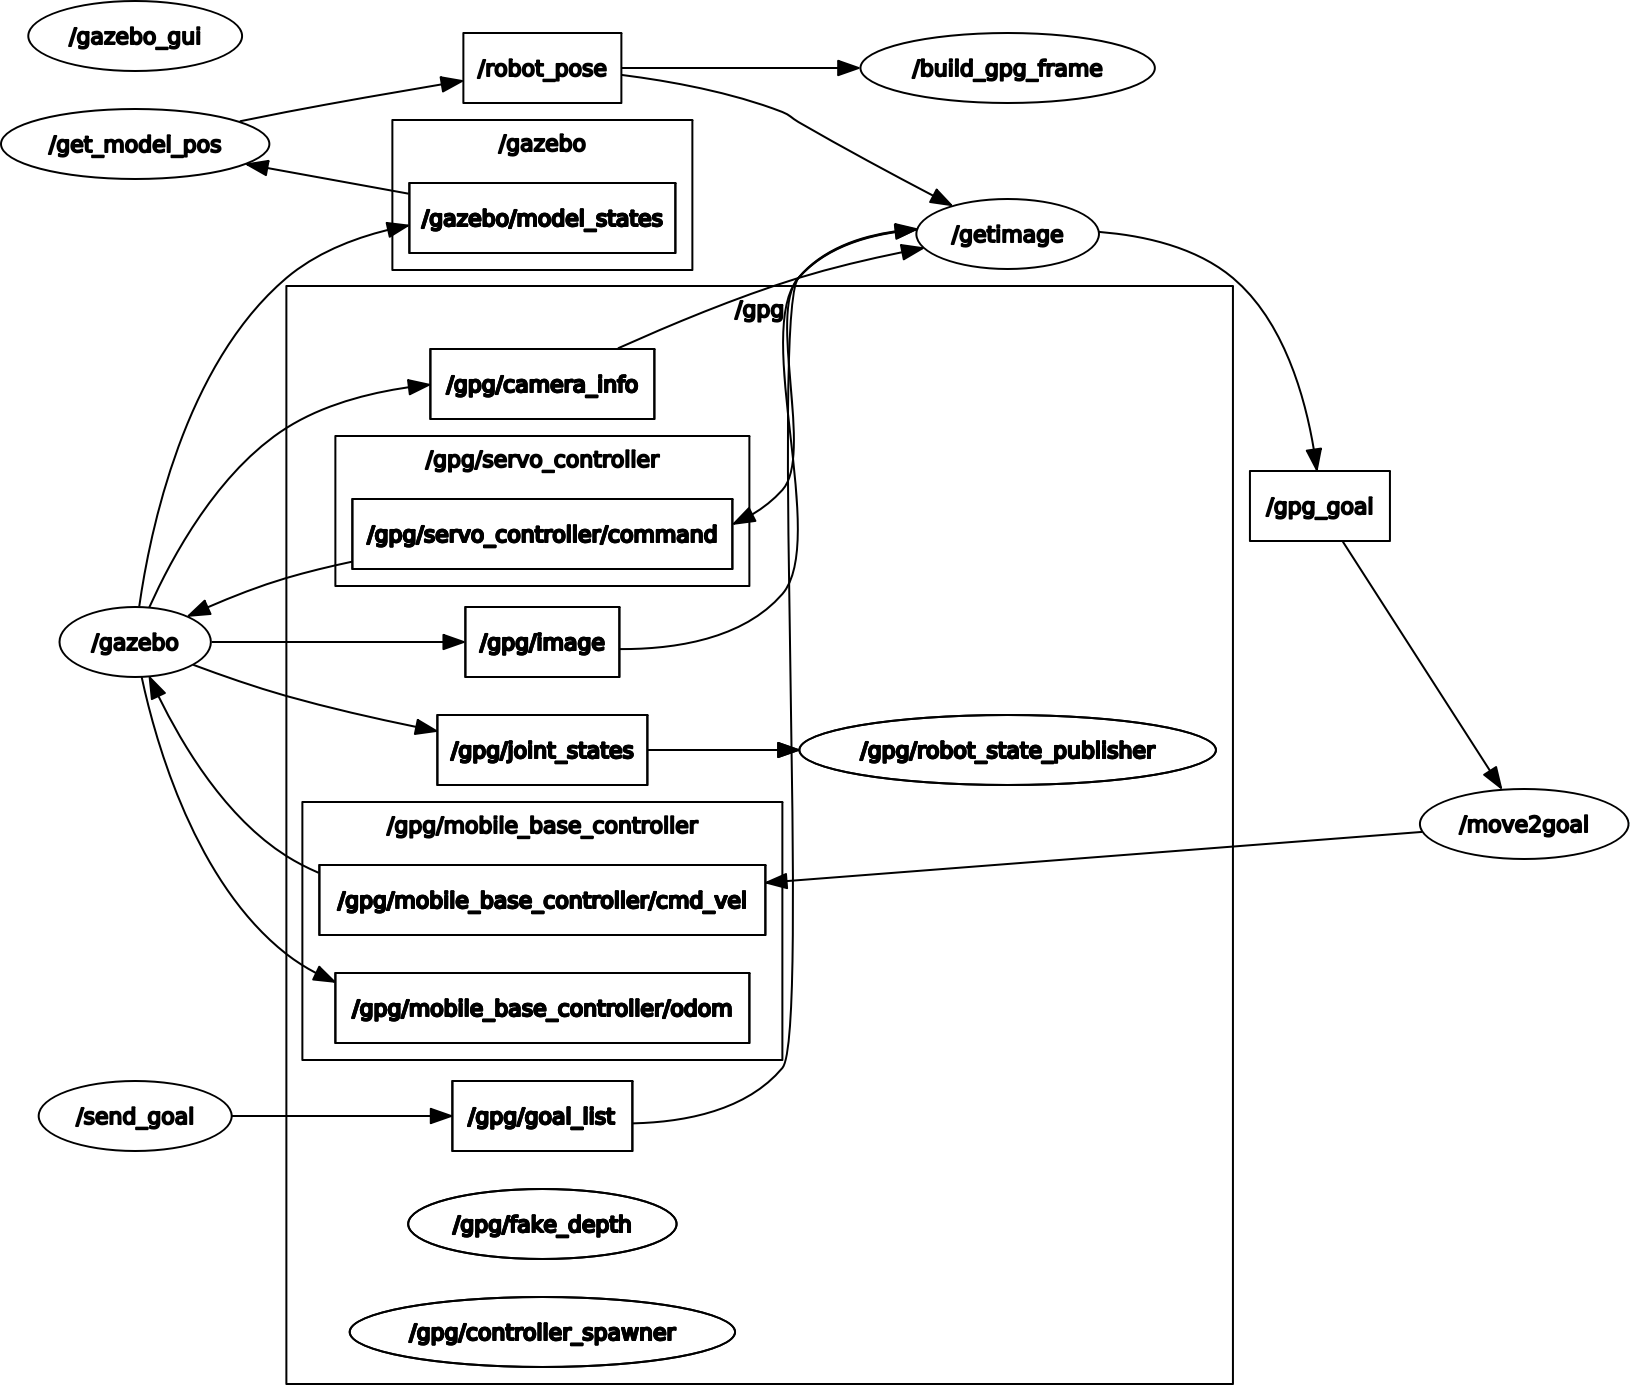 /gazebo_gui
/robot_pose
/build_gpg_frame
/get_model_pos
/gazebo
/gazebo/model_states
/getimage
/gpg
/gpg/camera_info
/gpg/servo_controller
/gpg/servo_controller/command
/gpg_goal
/gazebo
/gpg/image
/gpg/joint_states
/gpg/robot_state_publisher
/gpg/mobile_base_controller
/move2goal
/gpg/mobile_base_controller/cmd_vel
/gpg/mobile_base_controller/odom
/send_goal
/gpg/goal_list
/gpg/fake_depth
/gpg/controller_spawner